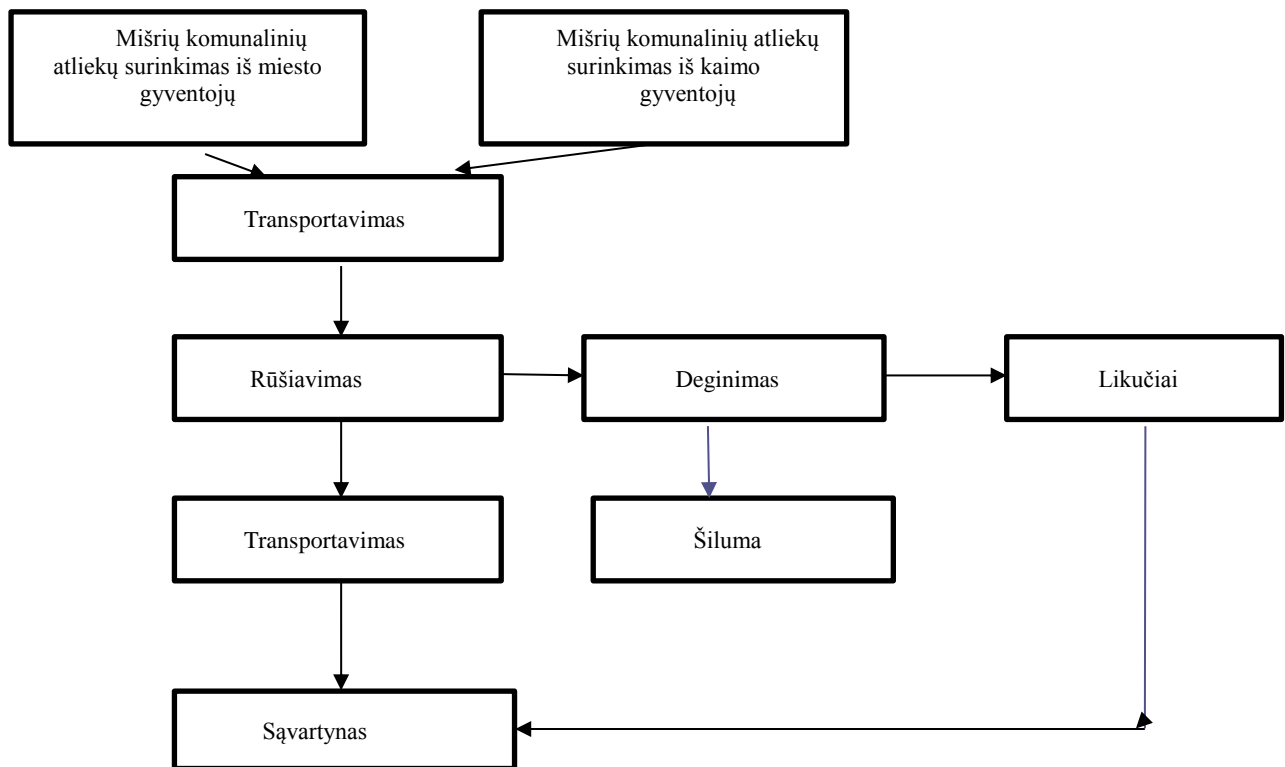 Mišrių komunalinių
atliekų surinkimas iš miesto
gyventojų
Mišrių komunalinių atliekų
surinkimas iš kaimo
gyventojų
Transportavimas
Rūšiavimas
Deginimas
Likučiai
Transportavimas
Šiluma
Sąvartynas